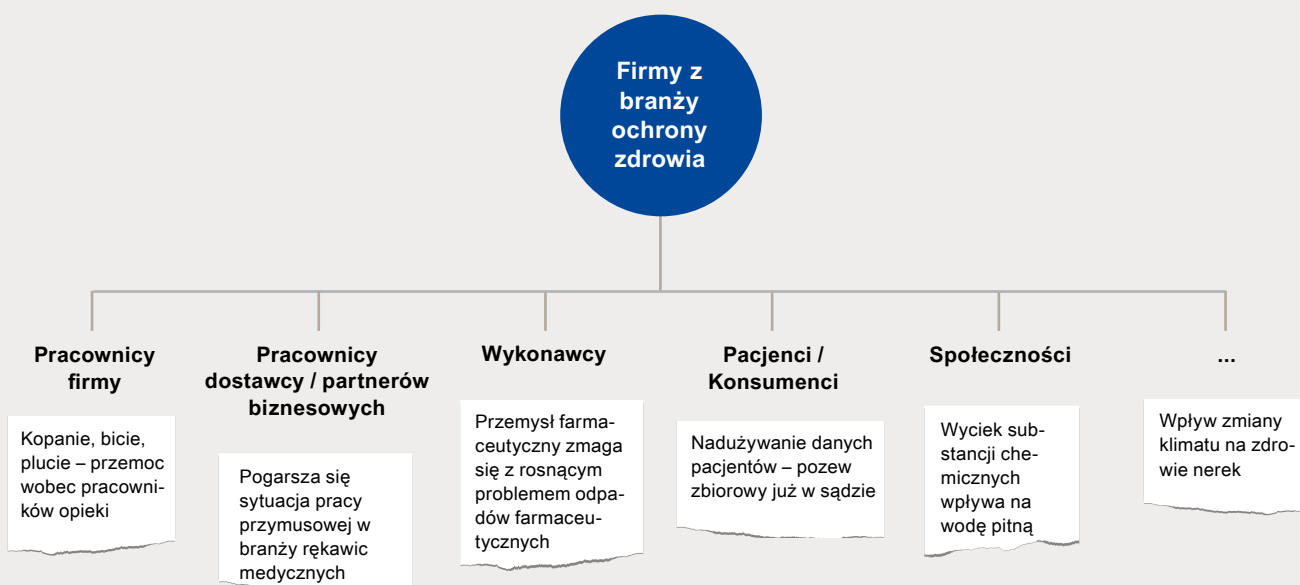 Firmy z
branży
ochrony
zdrowia
Pracownicy
firmy
Kopanie, bicie,
plucie – przemoc
wobec pracowni-
ków opieki
Pracownicy
dostawcy / partnerów
biznesowych
Pogarsza się
sytuacja pracy
przymusowej w
branży rękawic
medycznych
Wykonawcy
Przemysł farma-
ceutyczny zmaga
się z rosnącym
problemem odpa-
dów farmaceu-
tycznych
Pacjenci /
Konsumenci
Nadużywanie danych
pacjentów – pozew
zbiorowy już w sądzie
Społeczności
Wyciek sub-
stancji che-
micznych
wpływa na
wodę pitną
...
Wpływ zmiany
klimatu na zdro-
wie nerek